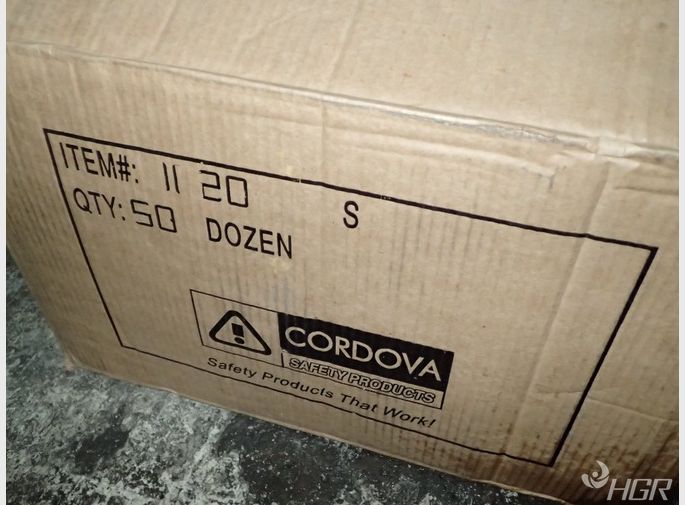 ITEM#: 1120 S
QTY: 50 DOZEN
CORDOVA
SAFETY PRODUCTS
Safety Products That Work!
HGR